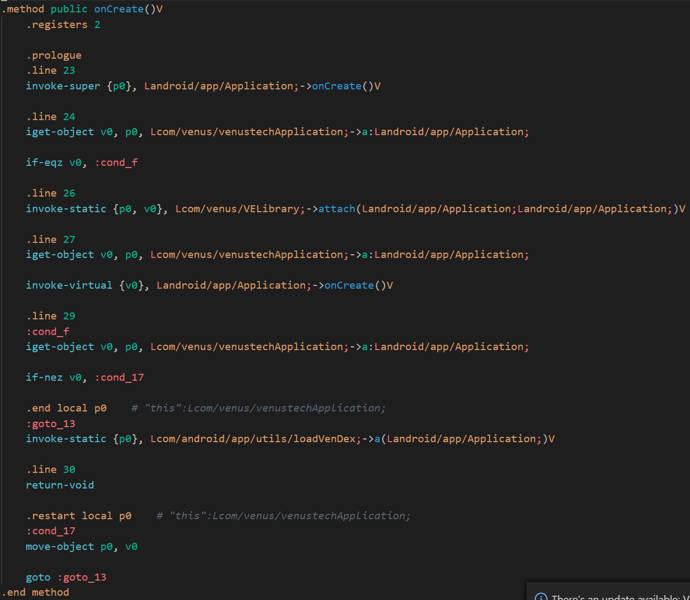 .method public onCreate()V
.registers 2
.prologue
.line 23
invoke-super {p0}, Landroid/app/Application;->onCreate()V
.line 24
iget-object v0, p0, Lcom/venus/venustechApplication;->a:Landroid/app/Application;
if-eqz v0, :cond_f
.line 26
invoke-static {p0, v0}, Lcom/venus/VELibrary;->attach(Landroid/app/Application;Landroid/app/Application;)V
.line 27
iget-object v0, p0, Lcom/venus/venustechApplication;->a:Landroid/app/Application;
invoke-virtual {v0}, Landroid/app/Application;->onCreate()V
.line 29
:cond_f
iget-object v0, p0, Lcom/venus/venustechApplication;->a:Landroid/app/Application;
if-nez v0, :cond_17
.end local p0    # "this":Lcom/venus/venustechApplication;
:goto_13
invoke-static {p0}, Lcom/android/app/utils/loadVenDex;->a(Landroid/app/Application;)V
.line 30
return-void
.restart local p0    # "this":Lcom/venus/venustechApplication;
:cond_17
move-object p0, v0
goto :goto_13
.end method
There's an update available: V